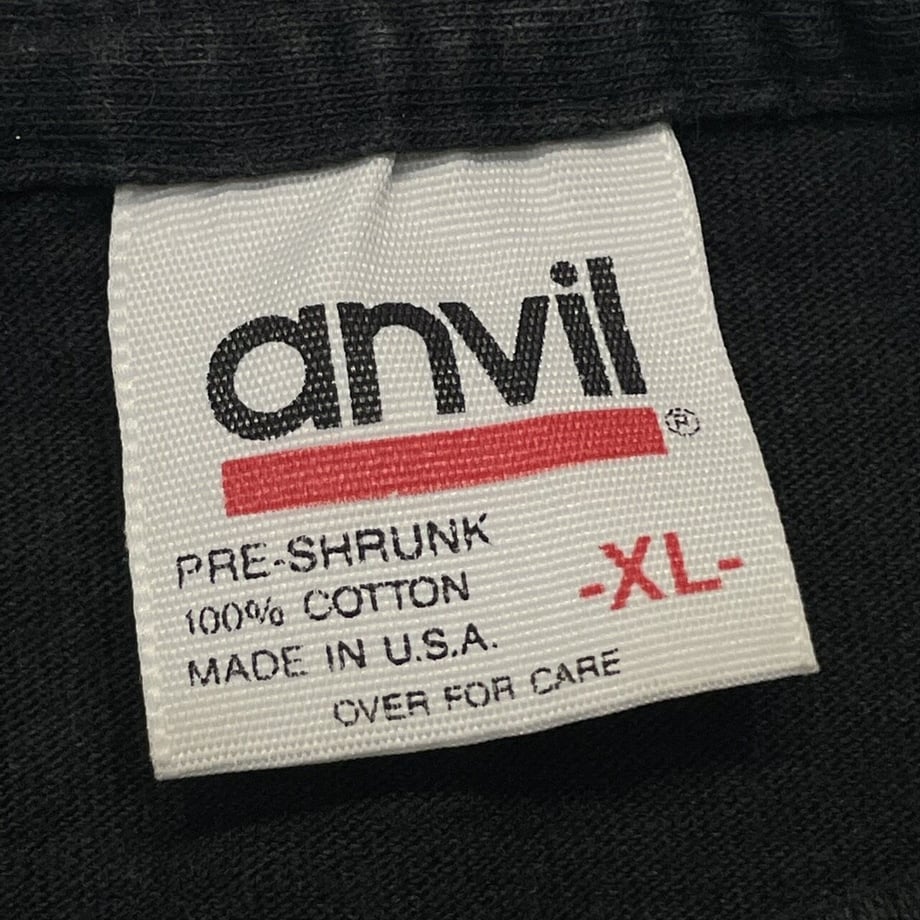 anvil®
PRE-SHRUNK
100% COTTON
-XL-
MADE IN U.S.A.
OVER FOR CARE